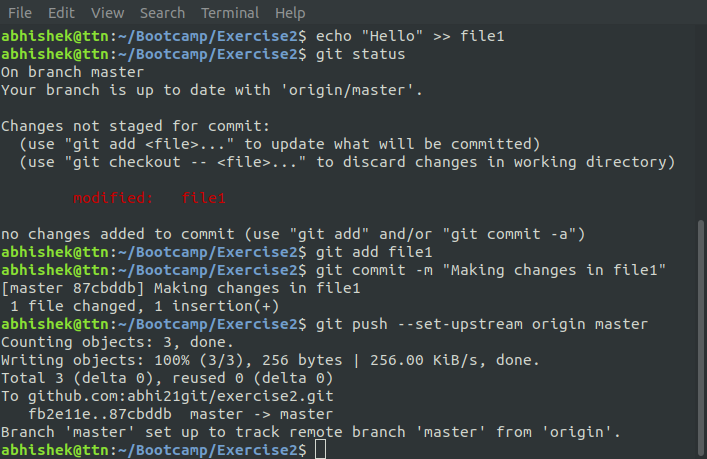 File Edit View Search Terminal Help
abhishek@ttn:~/Bootcamp/Exercise2$ echo "Hello" >> file1
abhishek@ttn:~/Bootcamp/Exercise2$ git status
On branch master
Your branch is up to date with 'origin/master'.
Changes not staged for commit:
  (use "git add <file>..." to update what will be committed)
  (use "git checkout -- <file>..." to discard changes in working directory)
        modified:   file1
no changes added to commit (use "git add" and/or "git commit -a")
abhishek@ttn:~/Bootcamp/Exercise2$ git add file1
abhishek@ttn:~/Bootcamp/Exercise2$ git commit -m "Making changes in file1"
[master 87cbddb] Making changes in file1
 1 file changed, 1 insertion(+)
abhishek@ttn:~/Bootcamp/Exercise2$ git push --set-upstream origin master
Counting objects: 3, done.
Writing objects: 100% (3/3), 256 bytes | 256.00 KiB/s, done.
Total 3 (delta 0), reused 0 (delta 0)
To github.com:abhi21git/exercise2.git
   fb2e11e..87cbddb  master -> master
Branch 'master' set up to track remote branch 'master' from 'origin'.
abhishek@ttn:~/Bootcamp/Exercise2$